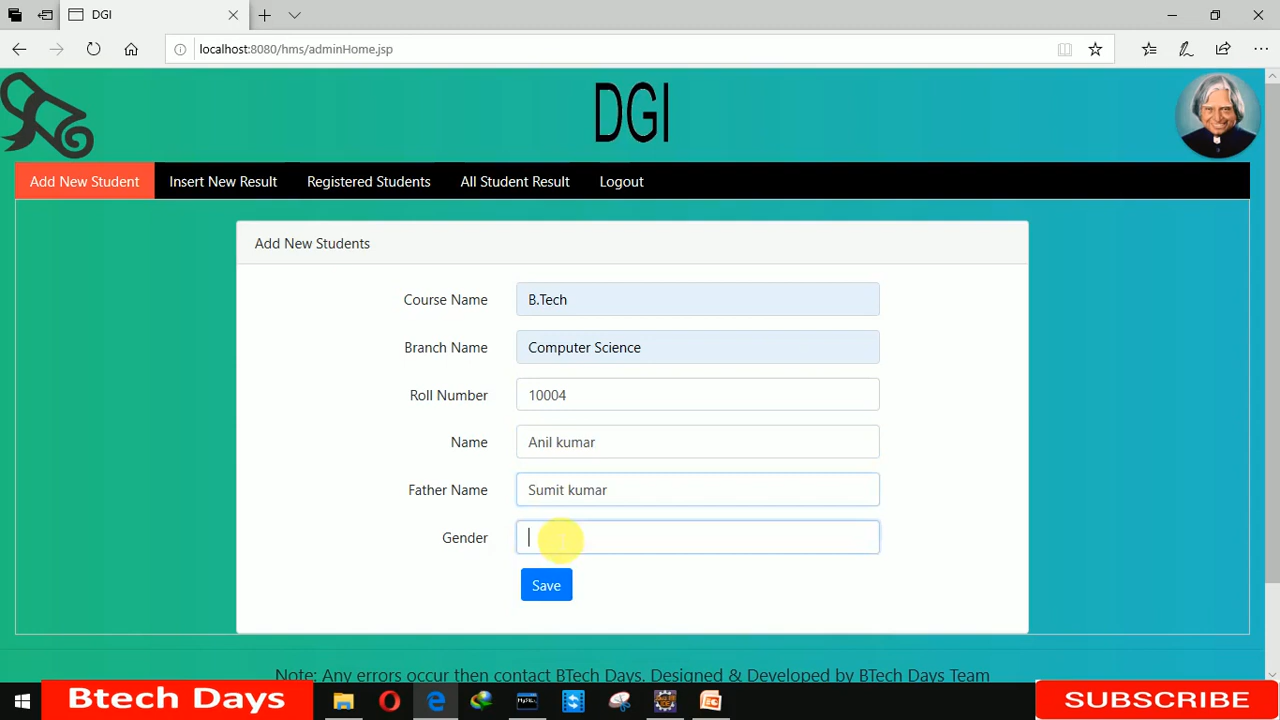 DGI
localhost:8080/hms/adminHome.jsp
DGI
Add New Student
Insert New Result
Registered Students
All Student Result
Logout
Add New Students
Course Name
B.Tech
Branch Name
Computer Science
Roll Number
10004
Name
Anil kumar
Father Name
Sumit kumar
Gender
Save
Note: Any errors occur then contact BTech Days. Designed & Developed by BTech Days Team
Btech Days
SUBSCRIBE